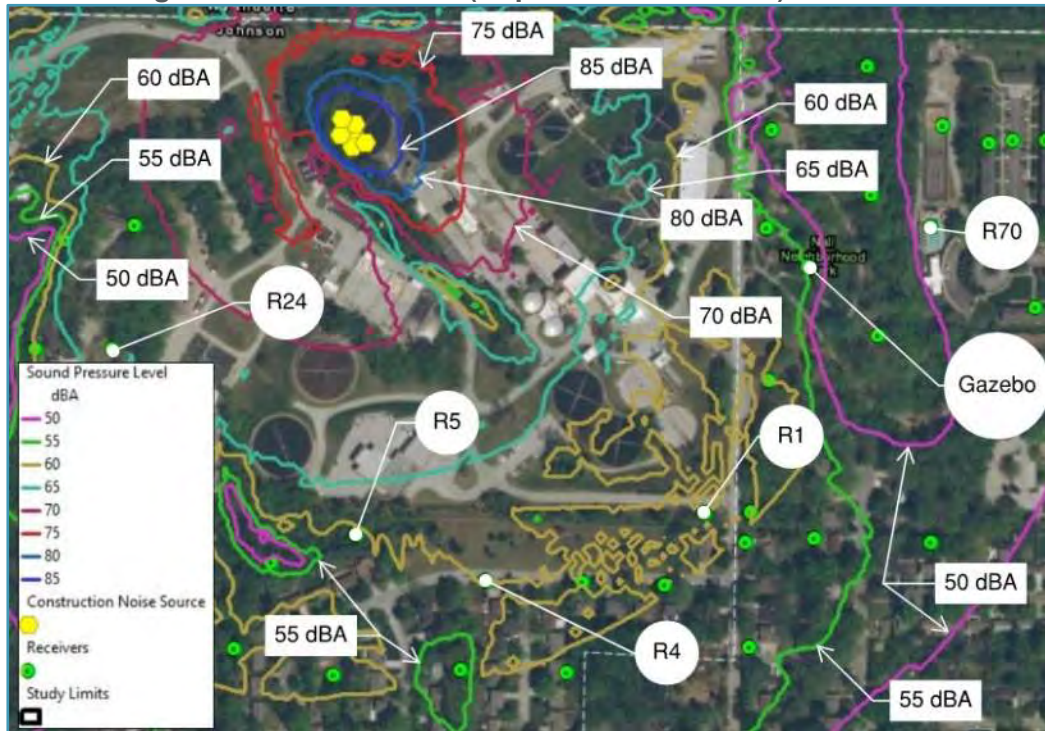 Johnson
75 dBA
60 dBA
85 dBA
60 dBA
55 dBA
65 dBA
80 dBA
R70
Neighborhood
50 dBA
R24
70 dBA
Gazebo
R5
R1
Sound Pressure Level
dBA
50
55
60
65
70
75
80
85
Construction Noise Source
Receivers
Study Limits
50 dBA
55 dBA
R4
55 dBA